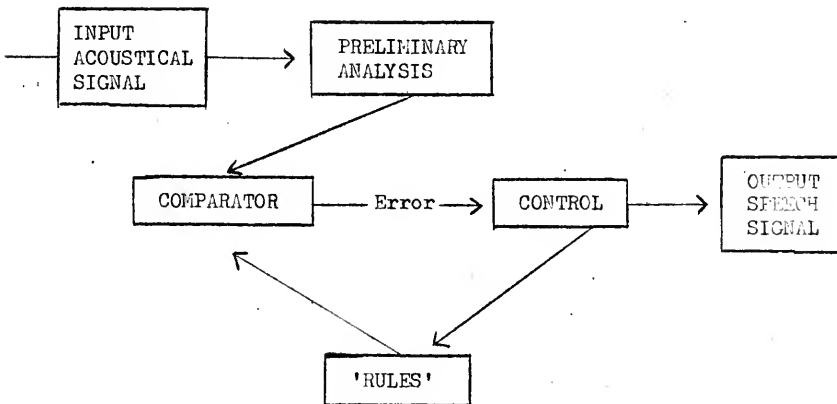 INPUT
ACOUSTICAL
SIGNAL
PRELIMINARY
ANALYSIS
COMPARATOR
Error
CONTROL
OUTPUT
SPEECH
SIGNAL
'RULES'